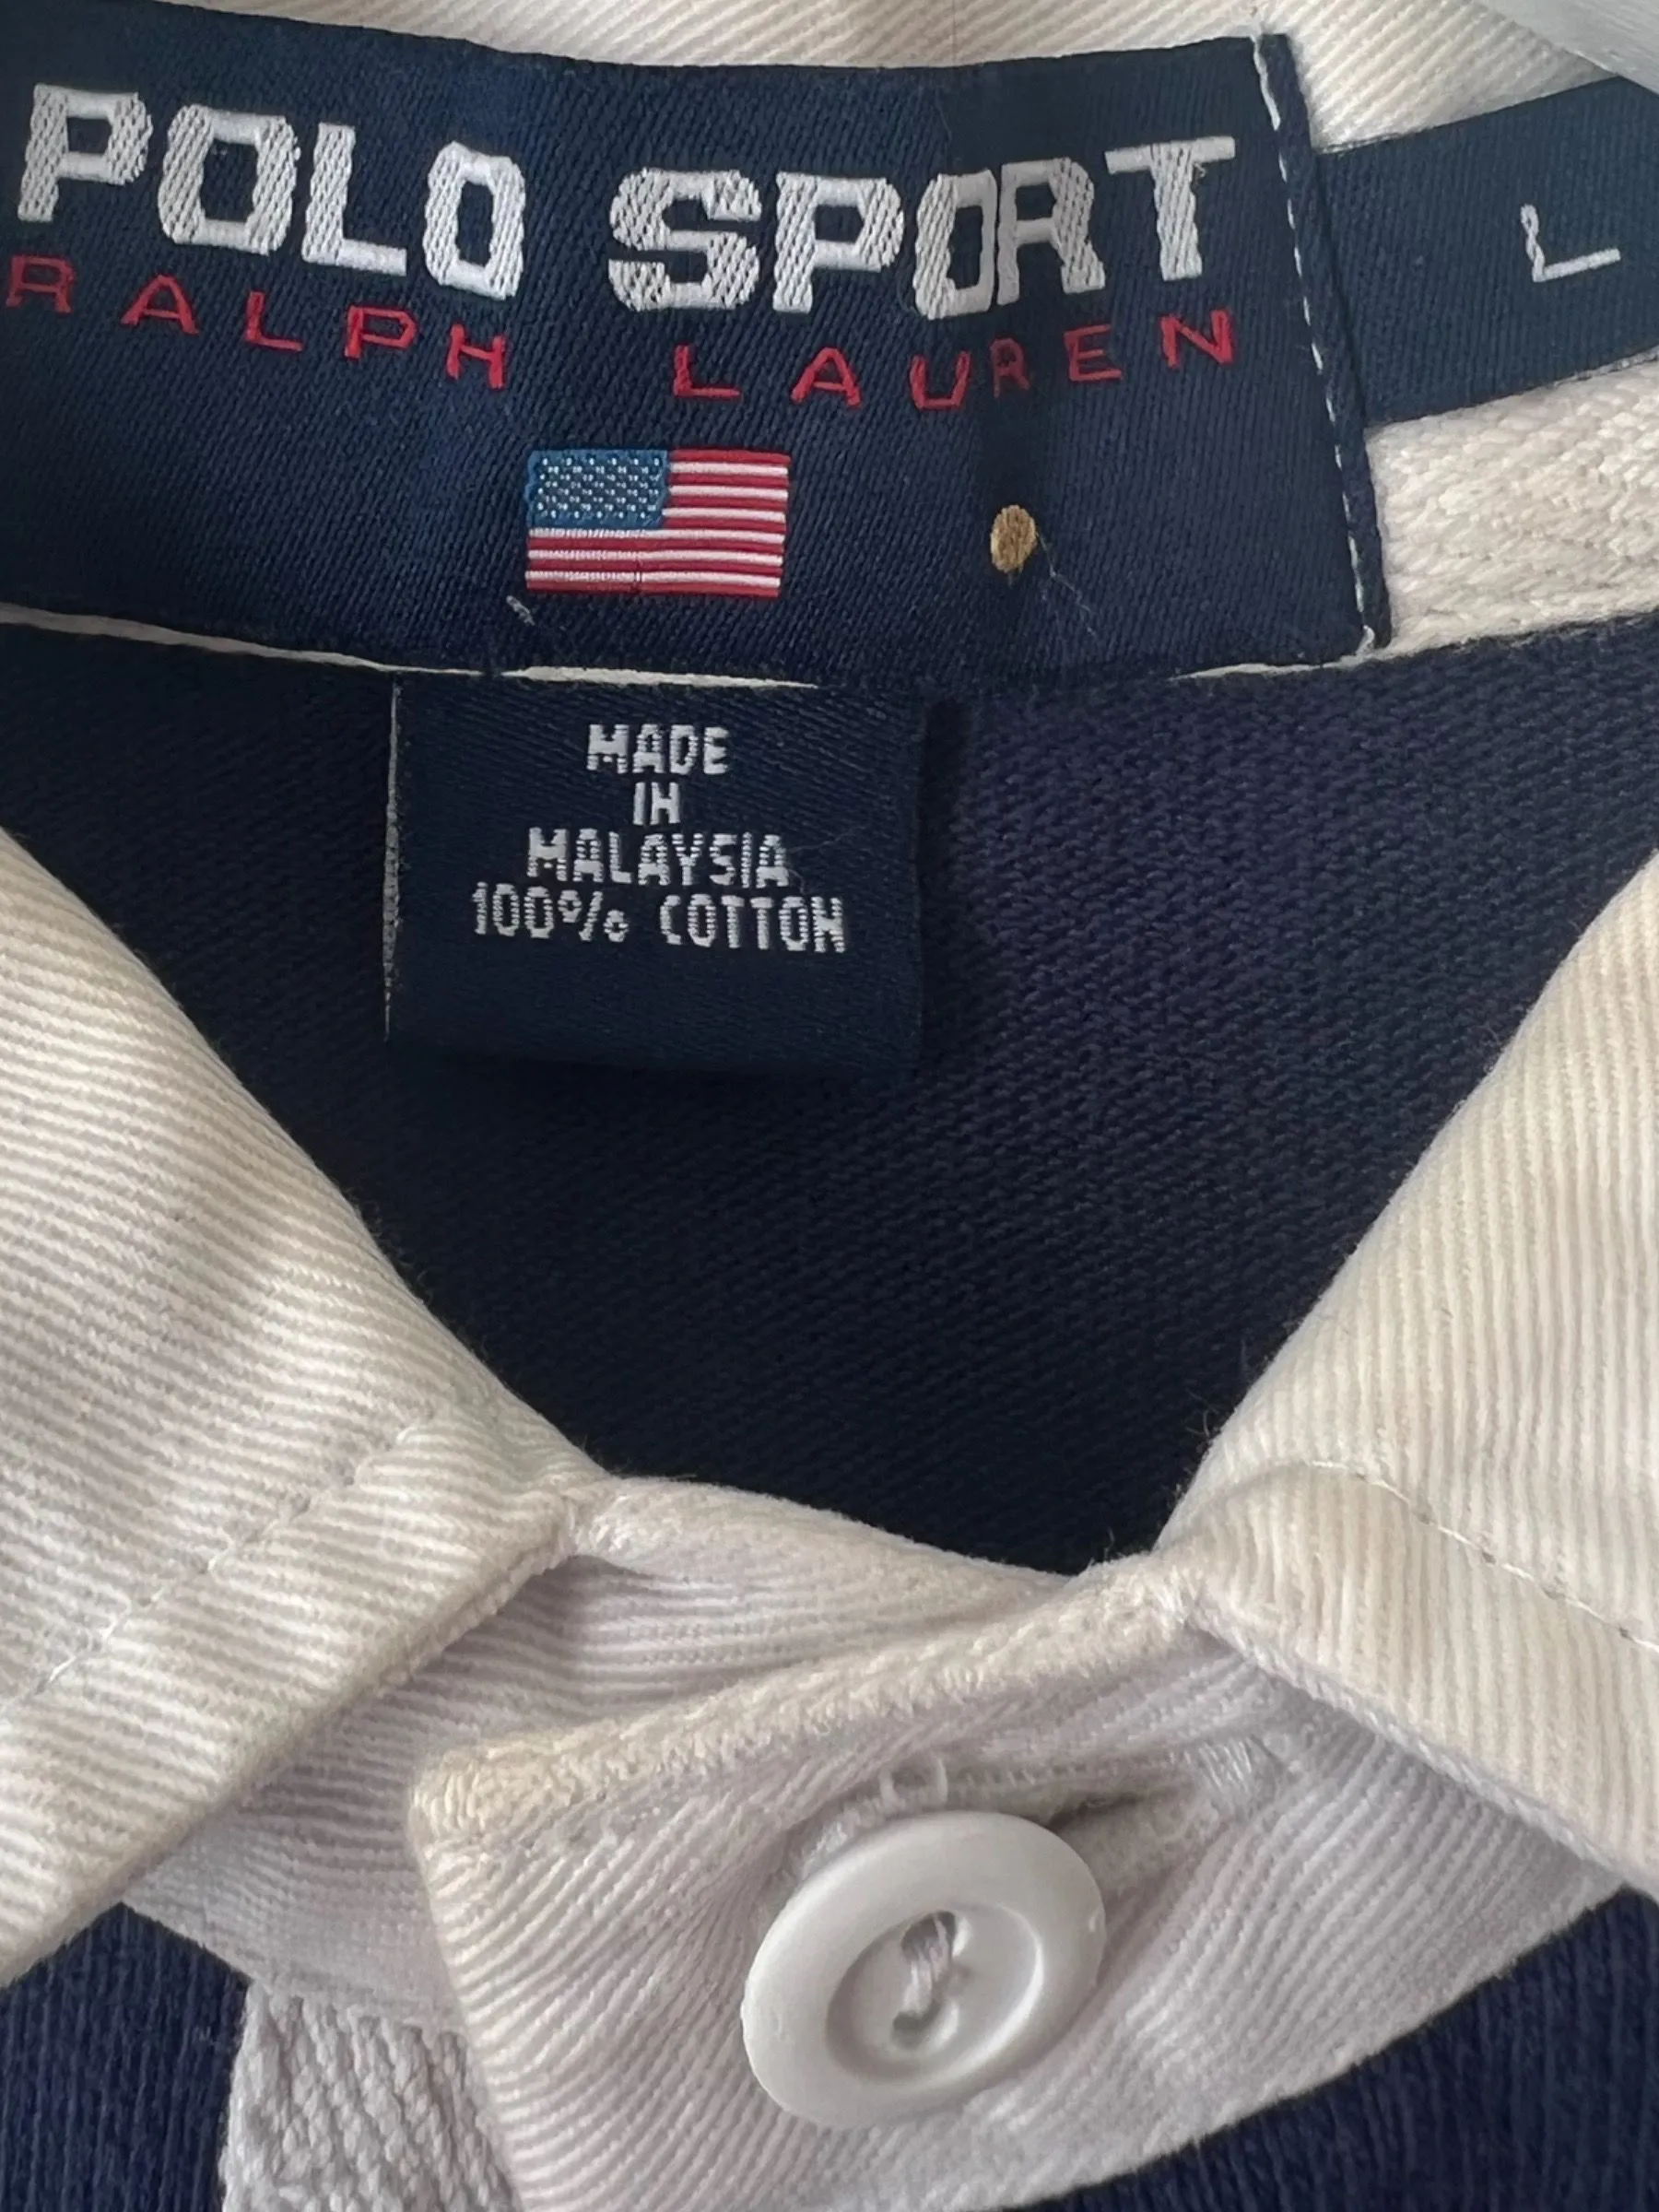 POLO SPORT
RALPH LAUREN
L
MADE
IN
MALAYSIA
100% COTTON